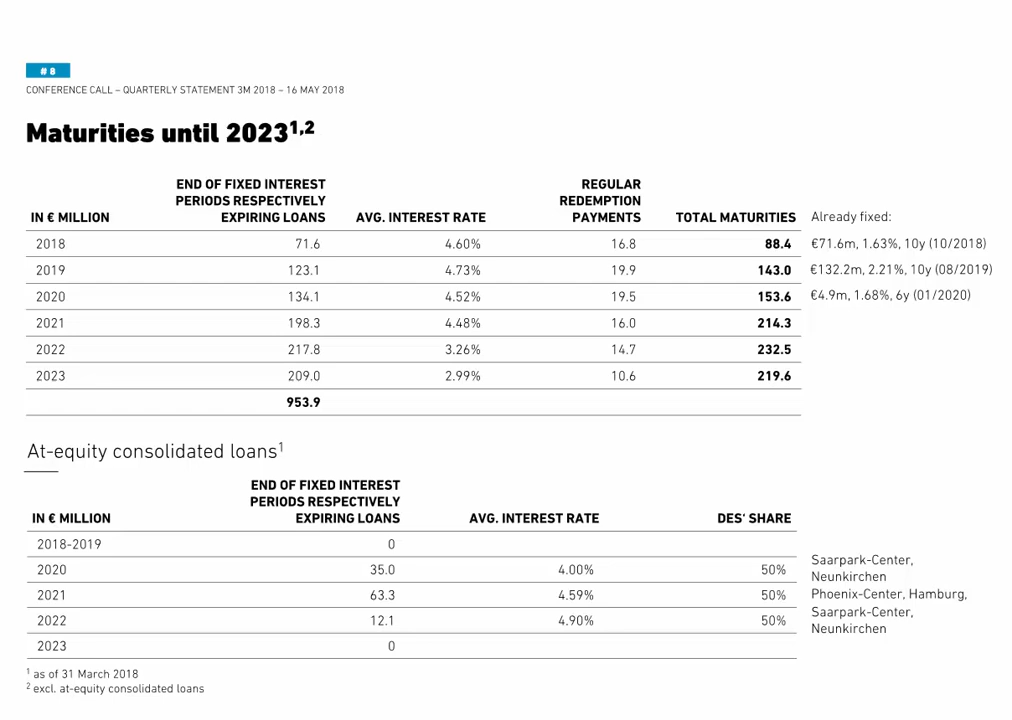 # 8
CONFERENCE CALL – QUARTERLY STATEMENT 3M 2018 – 16 MAY 2018
Maturities until 2023¹,²
END OF FIXED INTEREST REGULAR
PERIODS RESPECTIVELY REDEMPTION
IN € MILLION EXPIRING LOANS AVG. INTEREST RATE PAYMENTS TOTAL MATURITIES Already fixed:
2018 71.6 4.60% 16.8 88.4 €71.6m, 1.63%, 10y (10/2018)
2019 123.1 4.73% 19.9 143.0 €132.2m, 2.21%, 10y (08/2019)
2020 134.1 4.52% 19.5 153.6 €4.9m, 1.68%, 6y (01/2020)
2021 198.3 4.48% 16.0 214.3
2022 217.8 3.26% 14.7 232.5
2023 209.0 2.99% 10.6 219.6
953.9
At-equity consolidated loans¹
END OF FIXED INTEREST
PERIODS RESPECTIVELY
IN € MILLION EXPIRING LOANS AVG. INTEREST RATE DES‘ SHARE
2018-2019 0
2020 35.0 4.00% 50% Saarpark-Center,
Neunkirchen
2021 63.3 4.59% 50% Phoenix-Center, Hamburg,
2022 12.1 4.90% 50% Saarpark-Center,
Neunkirchen
2023 0
¹ as of 31 March 2018
² excl. at-equity consolidated loans